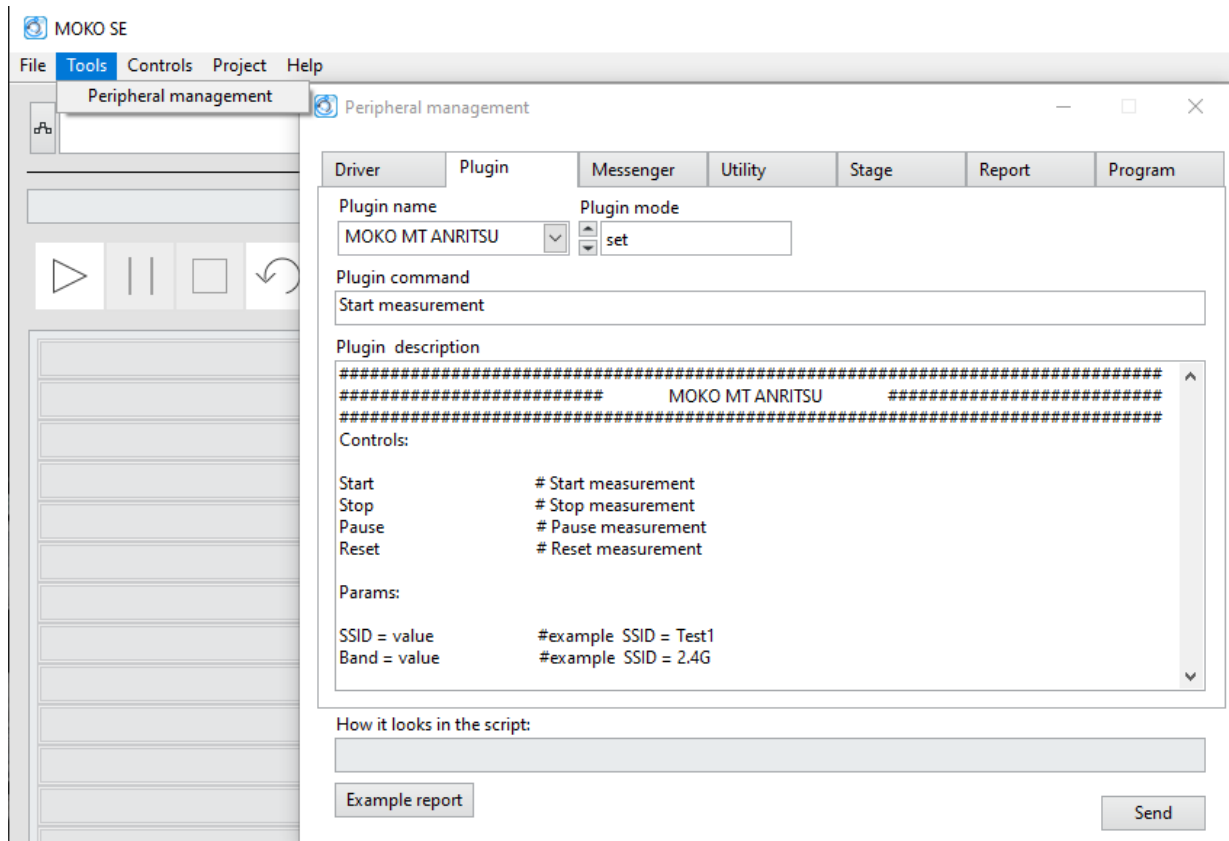 MOKO SE
File Tools Controls Project Help
Peripheral management
Peripheral management
Driver Plugin Messenger Utility Stage Report Program
Plugin name Plugin mode
MOKO MT ANRITSU set
Plugin command
Start measurement
Plugin description
################################################################################
########################## MOKO MT ANRITSU ###########################
################################################################################
Controls:
Start # Start measurement
Stop # Stop measurement
Pause # Pause measurement
Reset # Reset measurement
Params:
SSID = value #example SSID = Test1
Band = value #example SSID = 2.4G
How it looks in the script:
Example report
Send